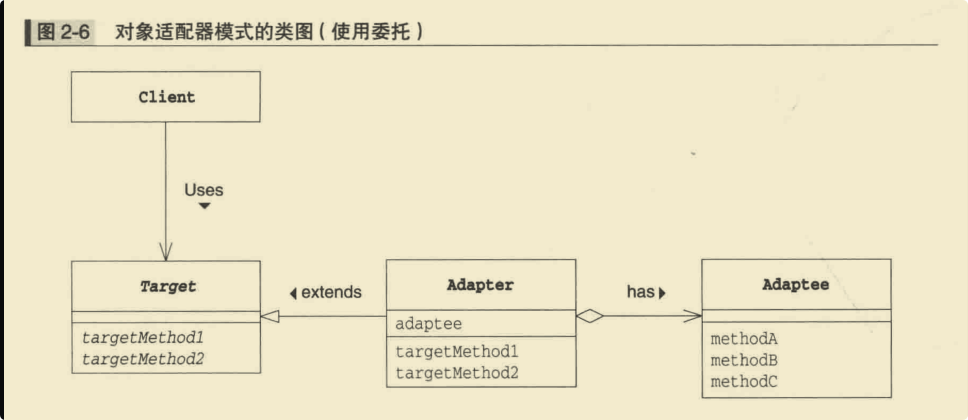 图 2-6 对象适配器模式的类图（使用委托）
Client
Uses
Target
targetMethod1
targetMethod2
extends
Adapter
adaptee
targetMethod1
targetMethod2
has
Adaptee
methodA
methodB
methodC